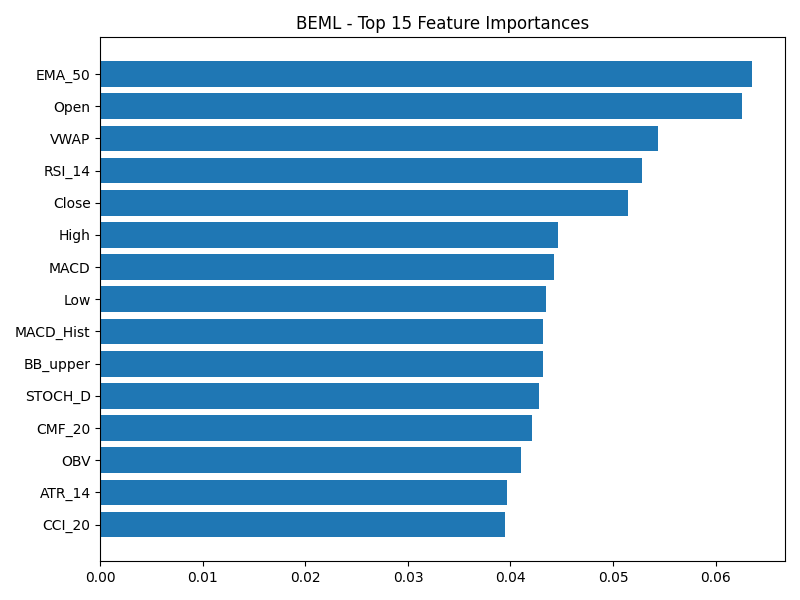 BEML - Top 15 Feature Importances
EMA_50
Open
VWAP
RSI_14
Close
High
MACD
Low
MACD_Hist
BB_upper
STOCH_D
CMF_20
OBV
ATR_14
CCI_20
0.00 0.01 0.02 0.03 0.04 0.05 0.06